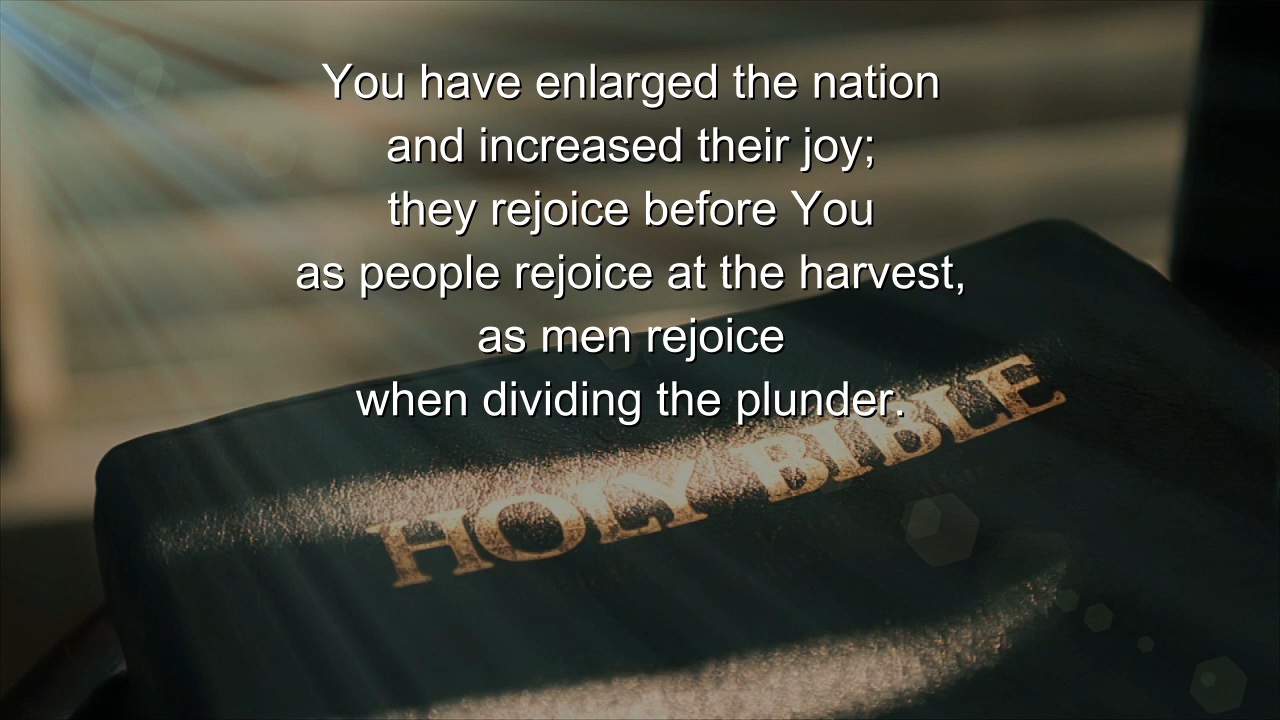 You have enlarged the nation
and increased their joy;
they rejoice before You
as people rejoice at the harvest,
as men rejoice
when dividing the plunder.
HOLY BIBLE